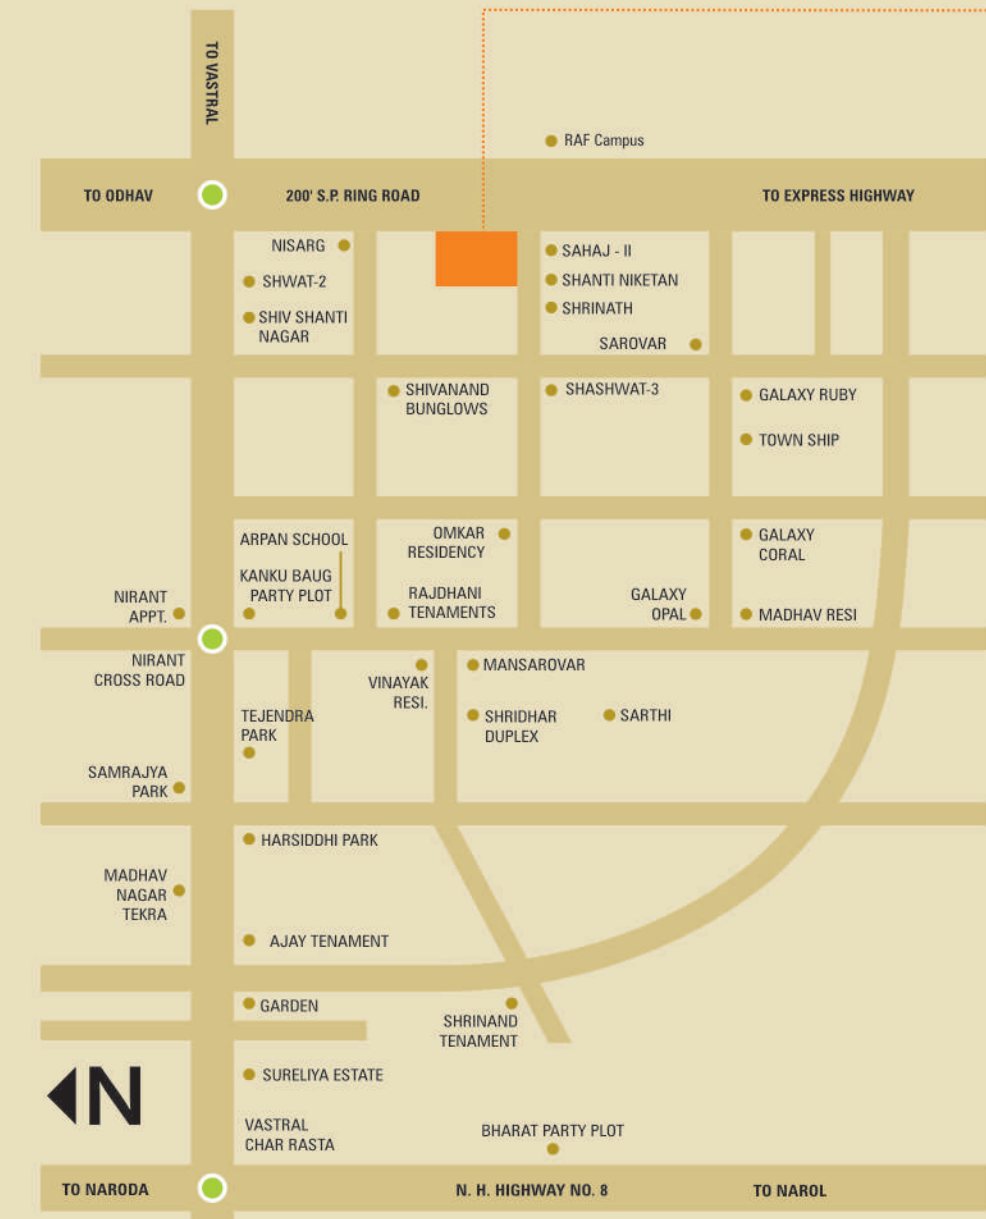 TO VASTRAL
RAF Campus
TO ODHAV
200' S.P. RING ROAD
TO EXPRESS HIGHWAY
NISARG
SAHAJ - II
SHWAT-2
SHANTI NIKETAN
SHIV SHANTI
NAGAR
SHRINATH
SAROVAR
SHIVANAND
BUNGLOWS
SHASHWAT-3
GALAXY RUBY
TOWN SHIP
ARPAN SCHOOL
OMKAR
RESIDENCY
GALAXY
CORAL
KANKU BAUG
PARTY PLOT
NIRANT
APPT.
RAJDHANI
TENAMENTS
GALAXY
OPAL
MADHAV RESI
NIRANT
CROSS ROAD
VINAYAK
RESI.
MANSAROVAR
TEJENDRA
PARK
SHRIDHAR
DUPLEX
SARTHI
SAMRAJYA
PARK
HARSIDDHI PARK
MADHAV
NAGAR
TEKRA
AJAY TENAMENT
GARDEN
SHRINAND
TENAMENT
N
SURELIYA ESTATE
VASTRAL
CHAR RASTA
BHARAT PARTY PLOT
TO NARODA
N. H. HIGHWAY NO. 8
TO NAROL